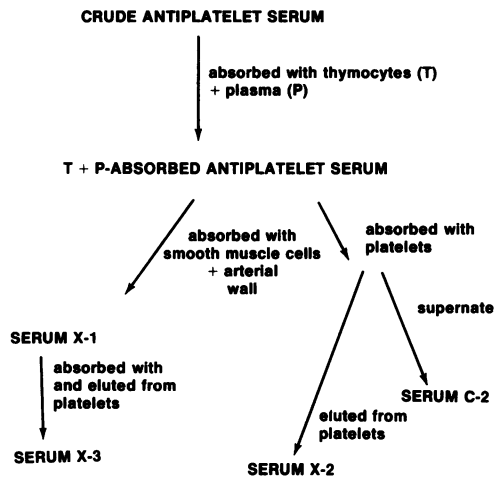 CRUDE ANTIPLATELET SERUM
absorbed with thymocytes (T)
+ plasma (P)
T + P-ABSORBED ANTIPLATELET SERUM
absorbed with
smooth muscle cells
+ arterial
wall
absorbed with
platelets
supernate
SERUM X-1
absorbed with
and eluted from
platelets
SERUM C-2
eluted from
platelets
SERUM X-3
SERUM X-2